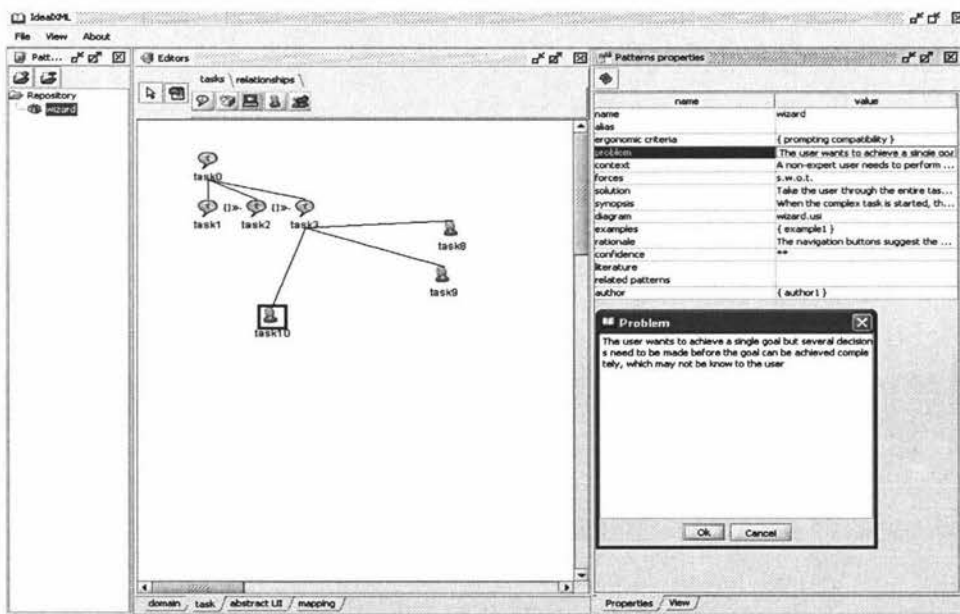 IdealXML
File View About
Patt...
Editors
Patterns properties
Repository
wizard
tasks relationships
task0
task1 []>> task2 []>> task3
task8
task9
task10
domain task abstract UI mapping
name value
name wizard
alias
ergonomic criteria { prompting compatibility }
problem The user wants to achieve a single goa
context A non-expert user needs to perform ...
forces s.w.o.t.
solution Take the user through the entire tas...
synopsis When the complex task is started, th...
diagram wizard.usi
examples { example1 }
rationale The navigation buttons suggest the ...
confidence **
literature
related patterns
author { author1 }
Problem
The user wants to achieve a single goal but several decision
s need to be made before the goal can be achieved comple
tely, which may not be know to the user
Ok Cancel
Properties View